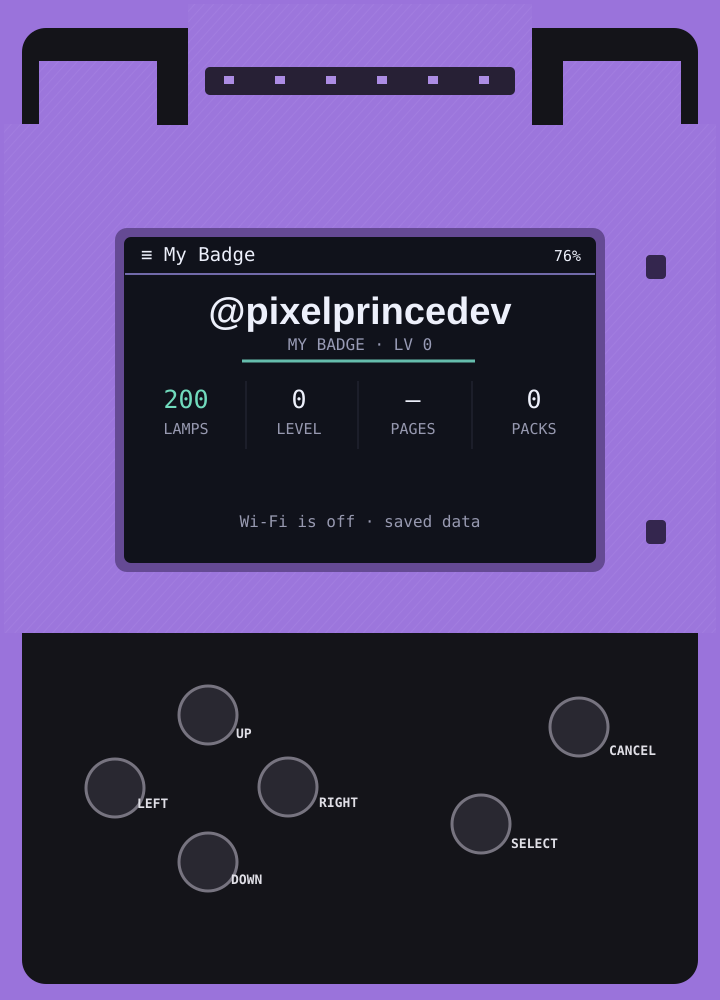 ≡ My Badge 76%
@pixelprincedev
MY BADGE · LV 0
200 0 — 0
LAMPS LEVEL PAGES PACKS
Wi-Fi is off · saved data
UP
CANCEL
LEFT RIGHT
SELECT
DOWN